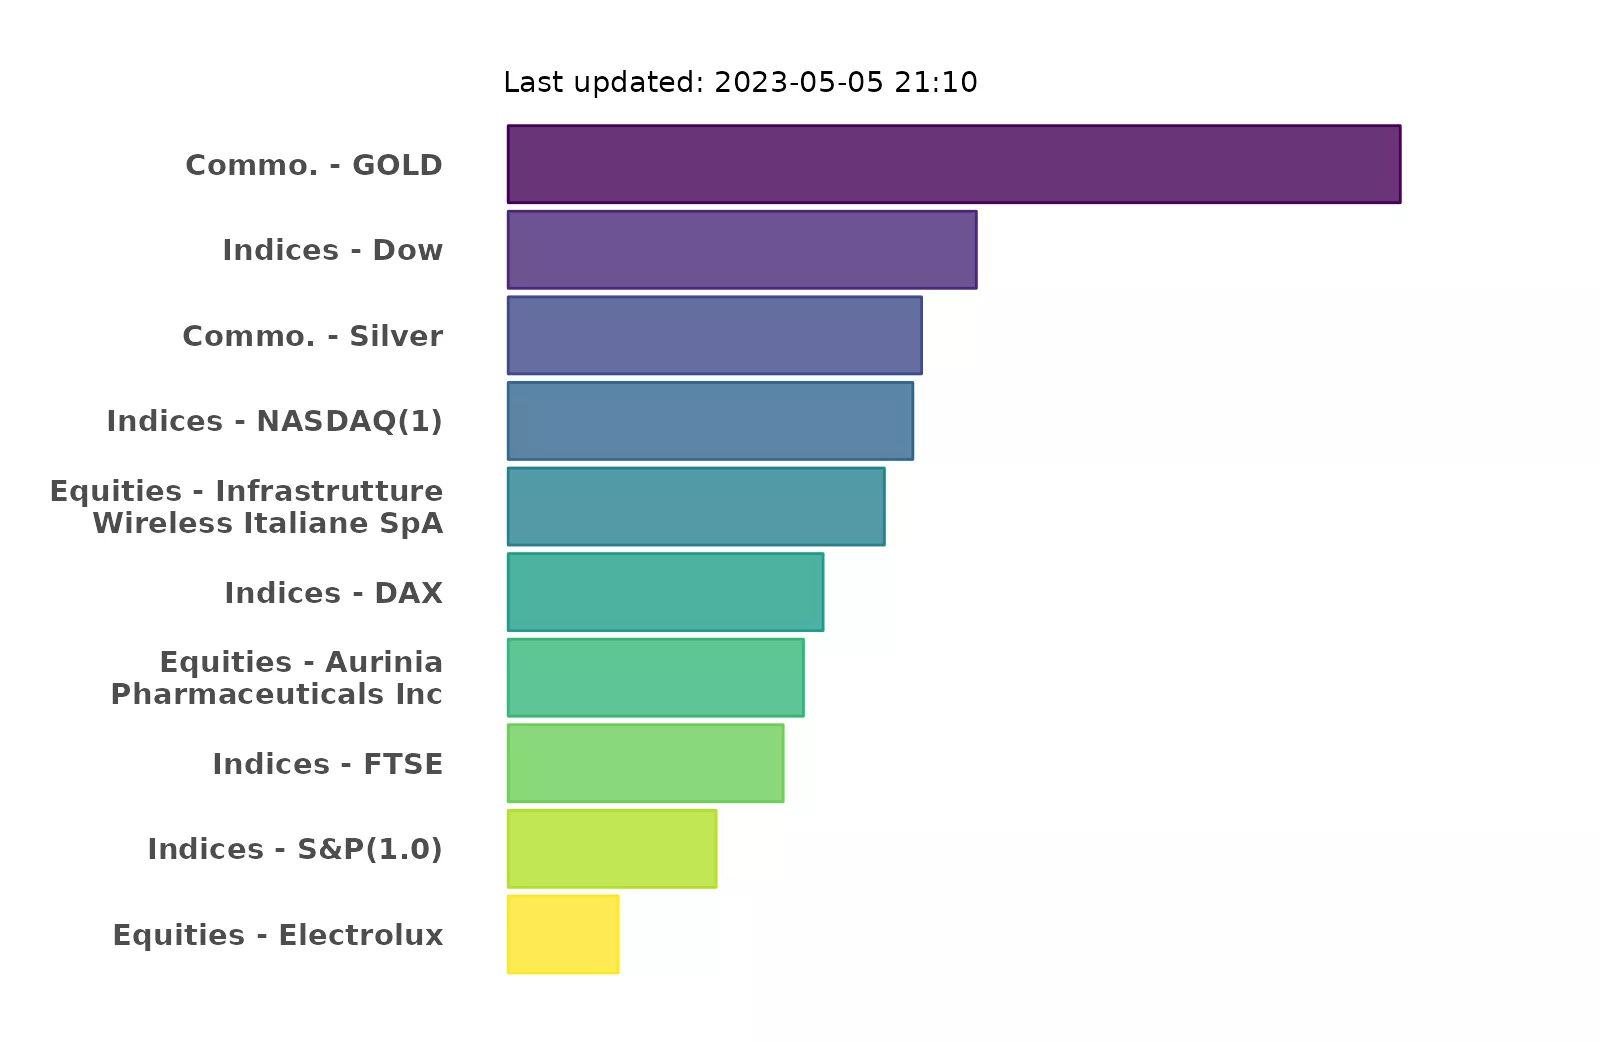 Last updated: 2023-05-05 21:10
Commo. - GOLD
Indices - Dow
Commo. - Silver
Indices - NASDAQ(1)
Equities - Infrastrutture
Wireless Italiane SpA
Indices - DAX
Equities - Aurinia
Pharmaceuticals Inc
Indices - FTSE
Indices - S&P(1.0)
Equities - Electrolux